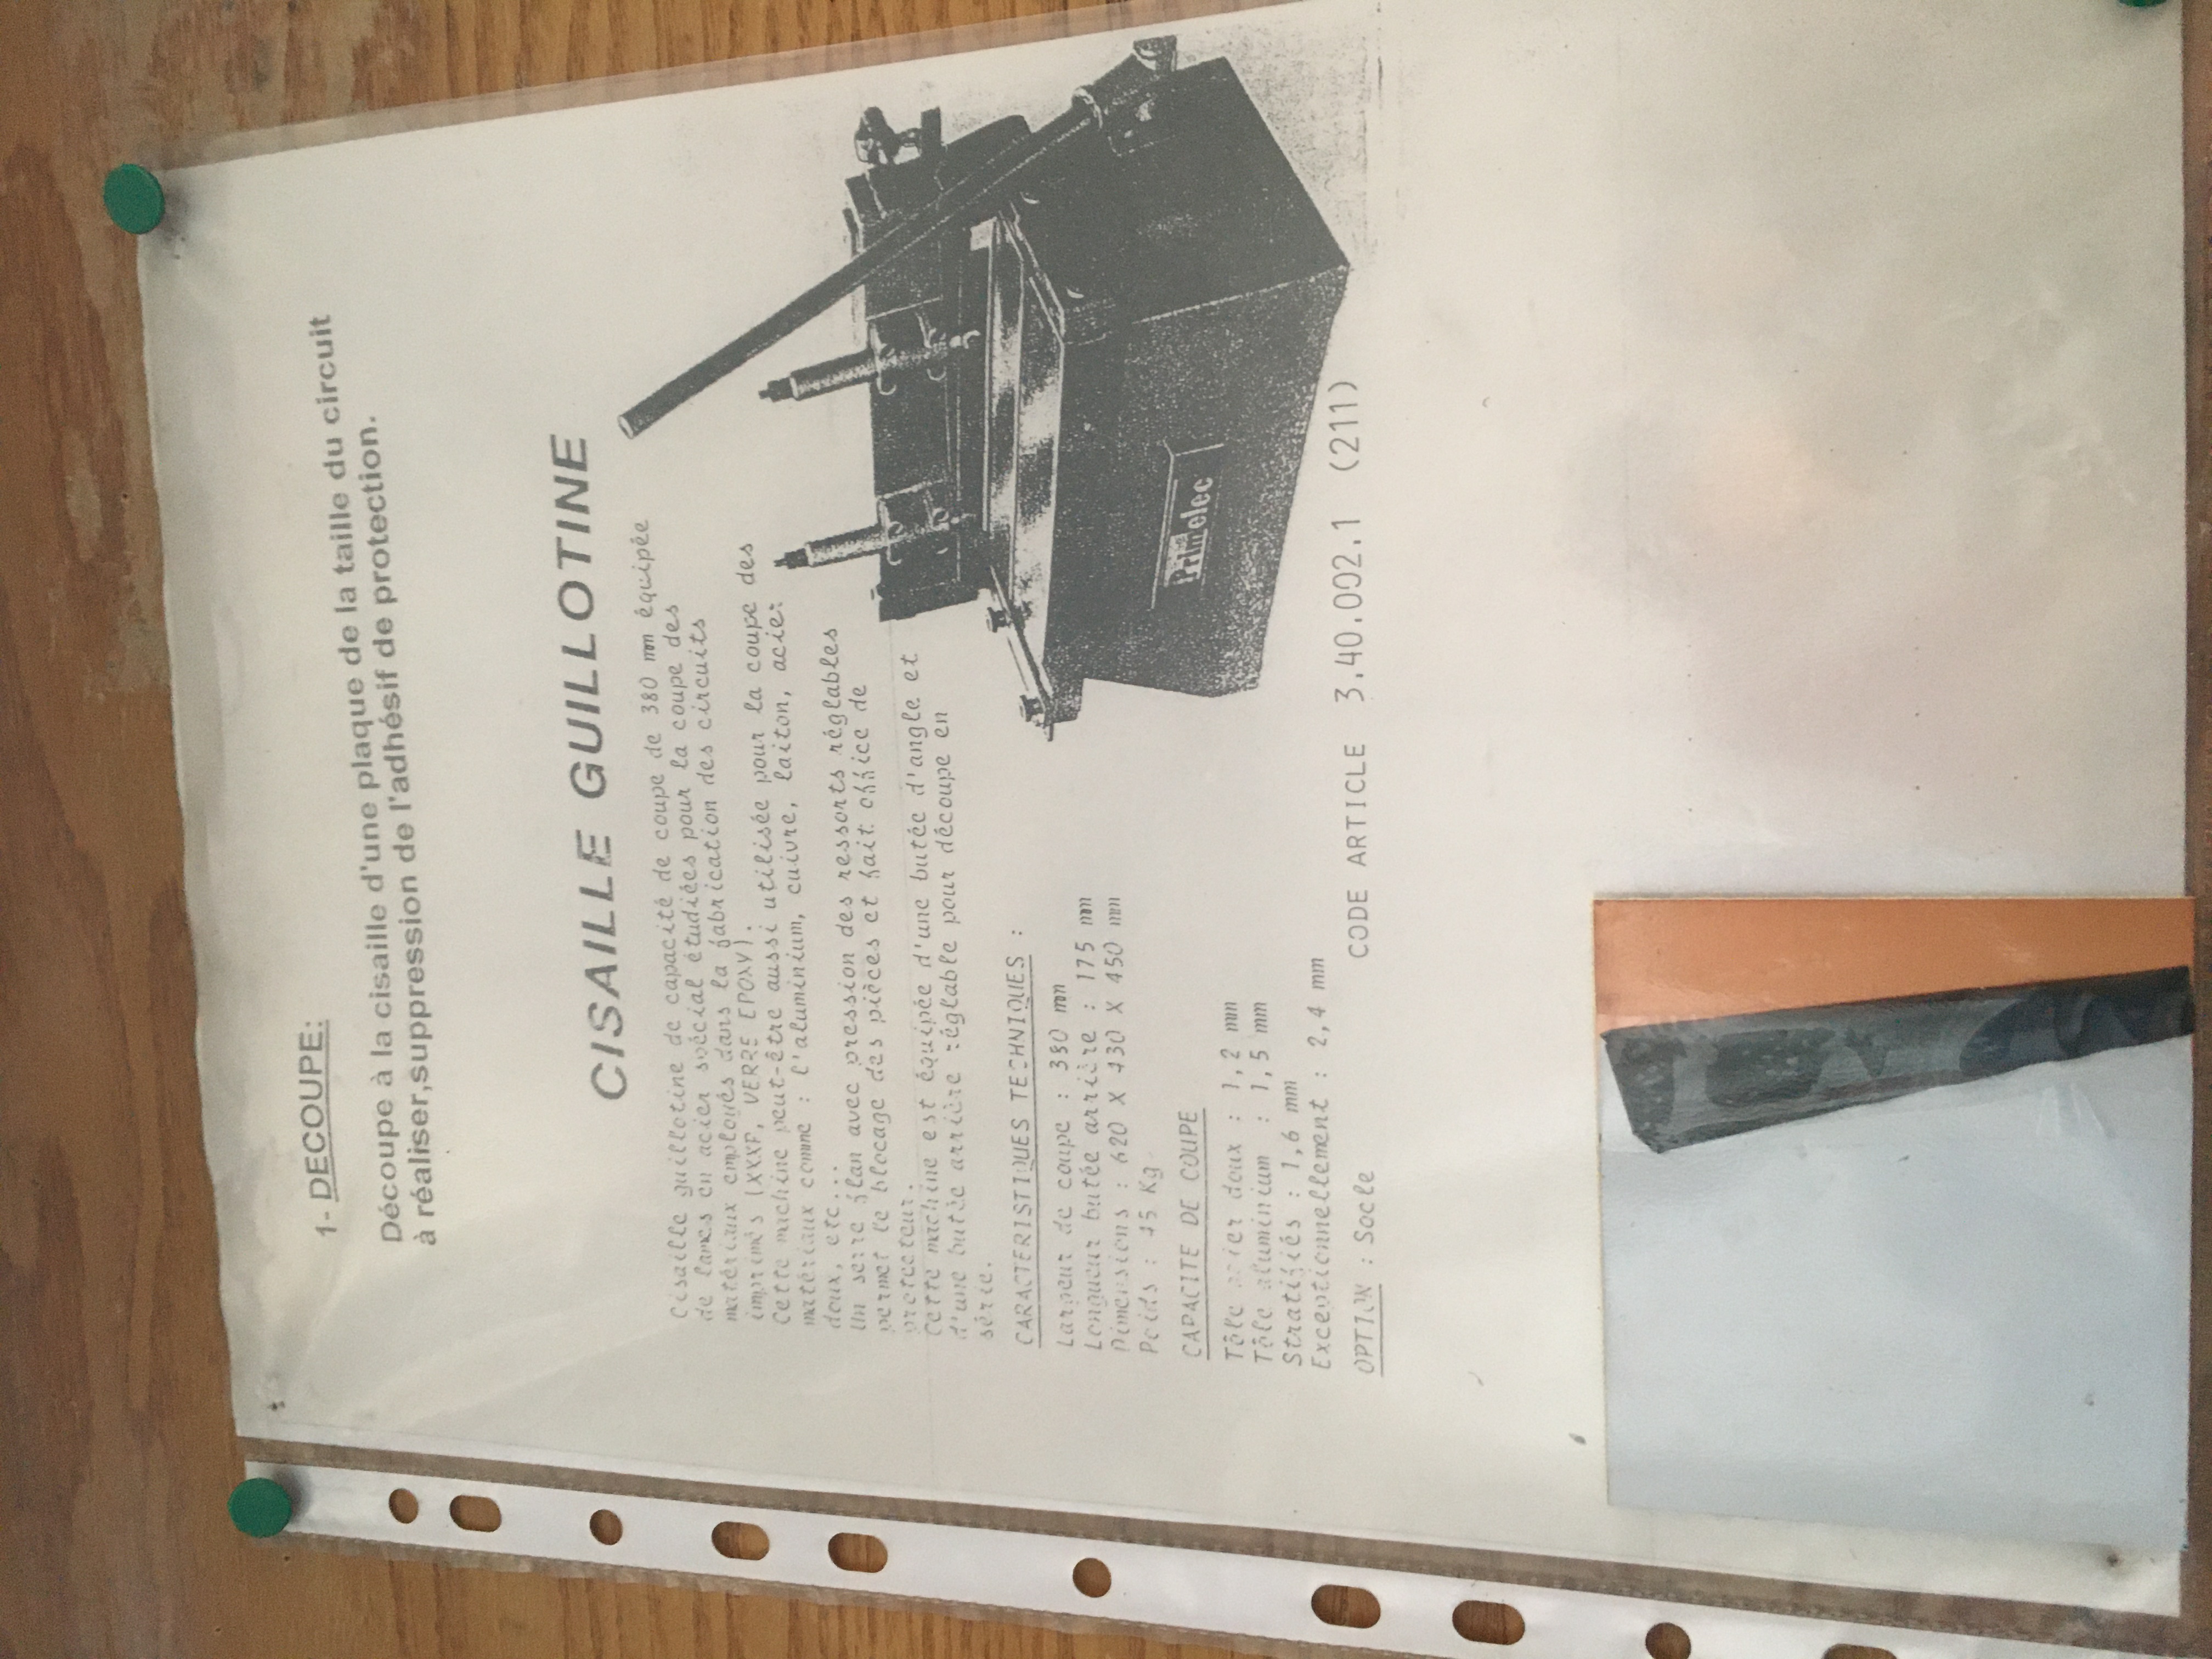 1- DECOUPE:
Découpe à la cisaille d'une plaque de la taille du circuit
à réaliser,suppression de l'adhésif de protection.
CISAILLE GUILLOTINE
Cisaille guillotine de capacité de coupe de 380 mm équipée
de lames en acier spécial étudiées pour la coupe des
matériaux employés dans la fabrication des circuits
imprimés (XXXP, VERRE EPOXY).
Cette machine peut-être aussi utilisée pour la coupe des
matériaux comme : l'aluminium, cuivre, laiton, acier
doux, etc...
Un serre flan avec pression des ressorts réglables
permet le blocage des pièces et fait office de
protecteur.
Cette machine est équipée d'une butée d'angle et
d'une butée arrière réglable pour découpe en
série.
CARACTERISTIQUES TECHNIQUES :
Largeur de coupe : 380 mm
Longueur butée arrière : 175 mm
Dimensions : 620 X 430 X 450 mm
Poids : 45 Kg
CAPACITE DE COUPE
Tôle acier doux : 1,2 mm
Tôle aluminium : 1,5 mm
Stratifiés : 1,6 mm
Exceptionnellement : 2,4 mm
OPTION : Socle
CODE ARTICLE 3.40.002.1 (211)
Primelec